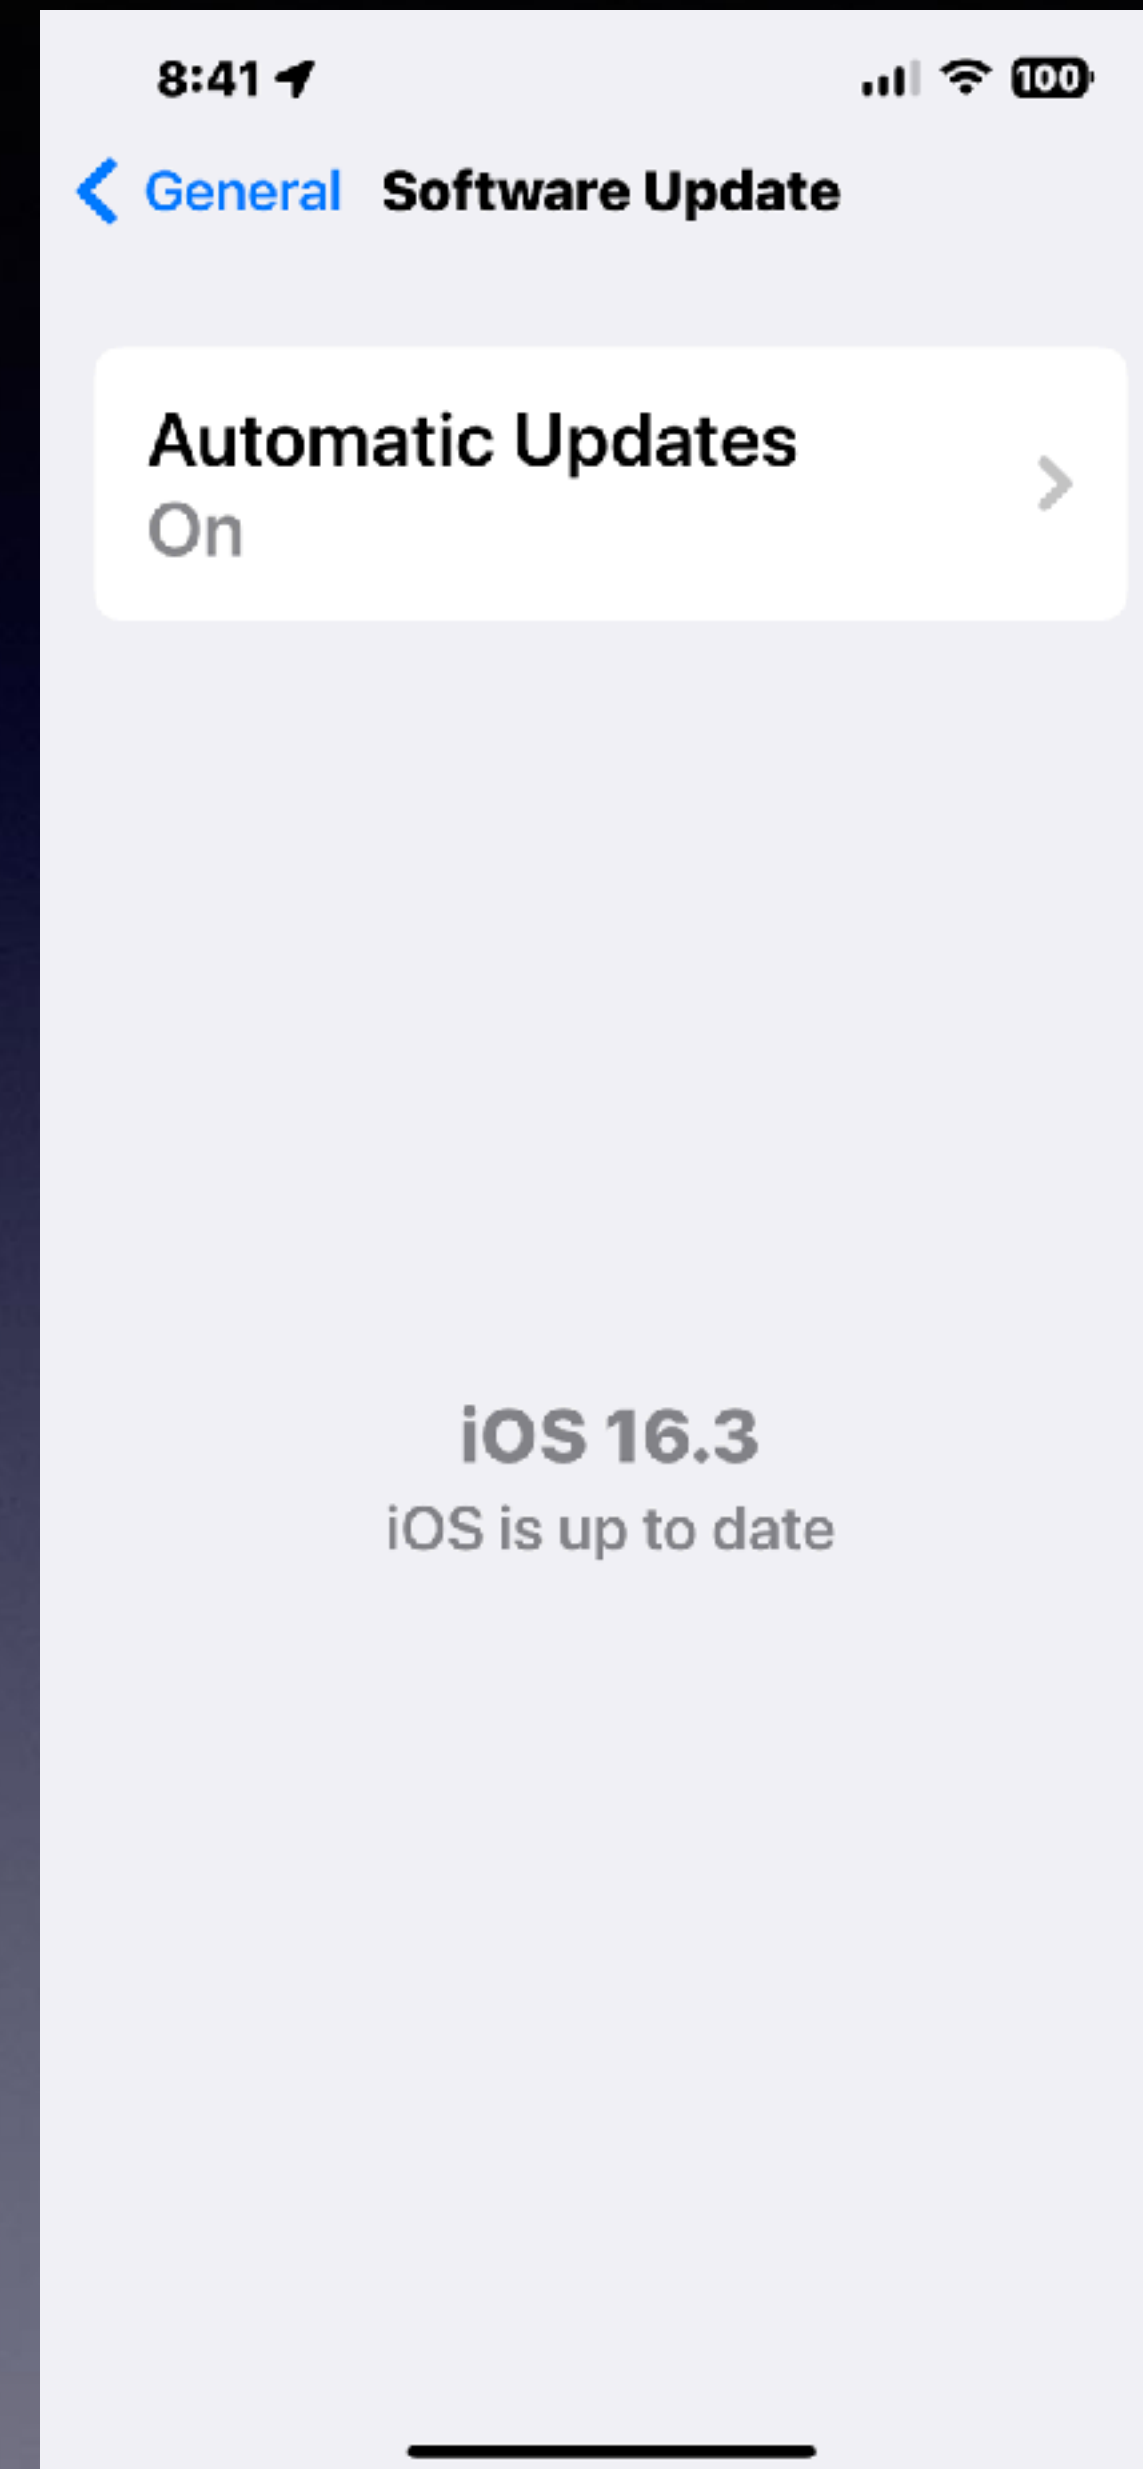 8:41
100
General Software Update
Automatic Updates
On
iOS 16.3
iOS is up to date